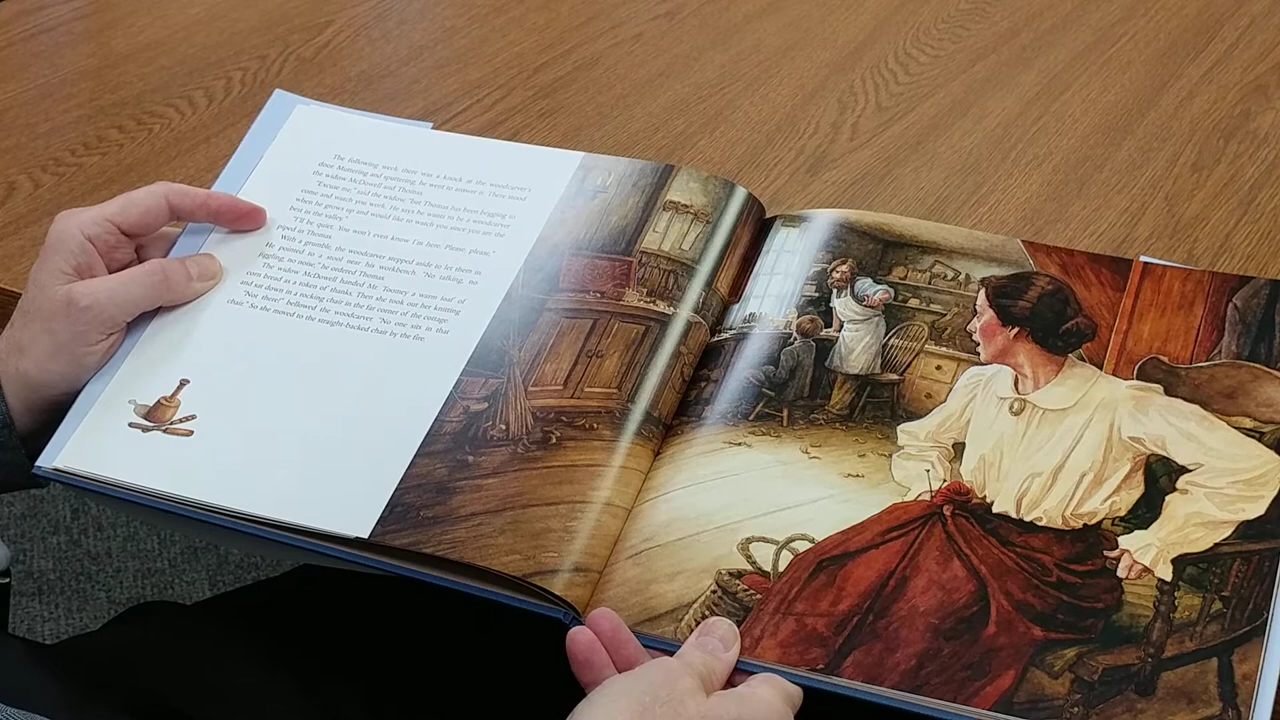 The following week there was a knock at the woodcarver's
door. Muttering and sputtering, he went to answer it. There stood
the widow McDowell and Thomas.
"Excuse me," said the widow, "but Thomas has been begging to
come and watch you work. He says he wants to be a woodcarver
when he grows up and would like to watch you since you are the
best in the valley."
"I'll be quiet. You won't even know I'm here. Please, please,"
piped in Thomas.
With a grumble, the woodcarver stepped aside to let them in.
He pointed to a stool near his workbench. "No talking, no
jiggling, no noise," he ordered Thomas.
The widow McDowell handed Mr. Toomey a warm loaf of
corn bread as a token of thanks. Then she took out her knitting
and sat down in a rocking chair in the far corner of the cottage.
"Not there!" bellowed the woodcarver. "No one sits in that
chair." So she moved to the straight-backed chair by the fire.